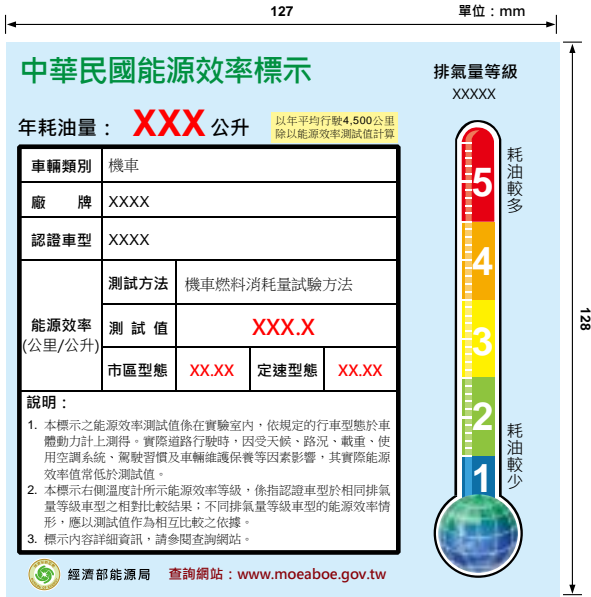 127
單位：mm
中華民國能源效率標示
排氣量等級
XXXXX
年耗油量： XXX 公升
以年平均行駛4,500公里
除以能源效率測試值計算
車輛類別 機車
廠 牌 XXXX
認證車型 XXXX
能源效率
(公里/公升)
測試方法 機車燃料消耗量試驗方法
測 試 值 XXX.X
市區型態 XX.XX 定速型態 XX.XX
說明：
1. 本標示之能源效率測試值係在實驗室內，依規定的行車型態於車
體動力計上測得。實際道路行駛時，因受天候、路況、載重、使
用空調系統、駕駛習慣及車輛維護保養等因素影響，其實際能源
效率值常低於測試值。
2. 本標示右側溫度計所示能源效率等級，係指認證車型於相同排氣
量等級車型之相對比較結果；不同排氣量等級車型的能源效率情
形，應以測試值作為相互比較之依據。
3. 標示內容詳細資訊，請參閱查詢網站。
經濟部能源局 查詢網站：www.moeaboe.gov.tw
耗油較多
5
4
3
2
1
耗油較少
128